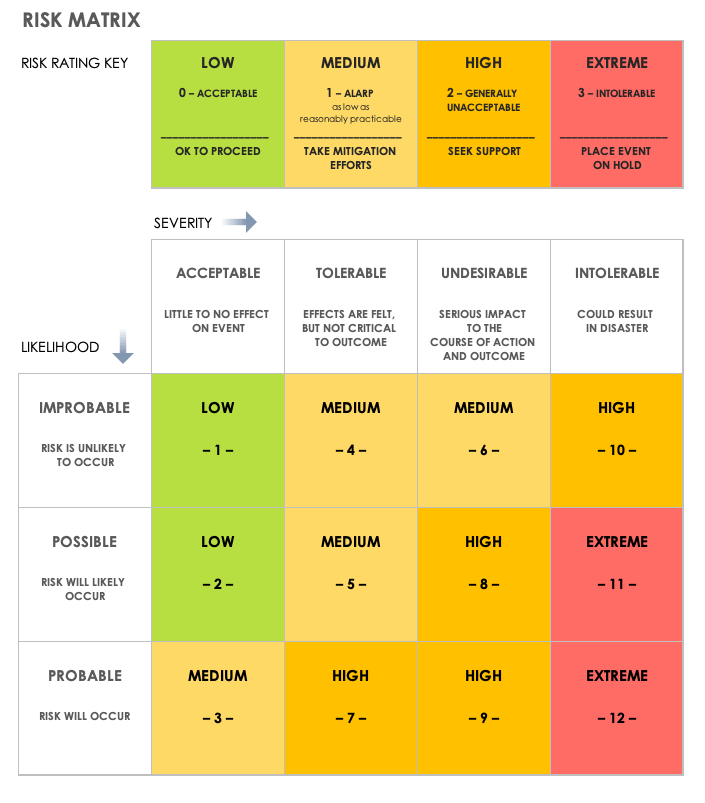 RISK MATRIX
RISK RATING KEY
LOW
0 – ACCEPTABLE
__________________
OK TO PROCEED
MEDIUM
1 – ALARP
as low as
reasonably practicable
__________________
TAKE MITIGATION
EFFORTS
HIGH
2 – GENERALLY
UNACCEPTABLE
__________________
SEEK SUPPORT
EXTREME
3 – INTOLERABLE
__________________
PLACE EVENT
ON HOLD
SEVERITY
LIKELIHOOD
ACCEPTABLE
LITTLE TO NO EFFECT
ON EVENT
TOLERABLE
EFFECTS ARE FELT,
BUT NOT CRITICAL
TO OUTCOME
UNDESIRABLE
SERIOUS IMPACT
TO THE
COURSE OF ACTION
AND OUTCOME
INTOLERABLE
COULD RESULT
IN DISASTER
IMPROBABLE
RISK IS UNLIKELY
TO OCCUR
LOW
– 1 –
MEDIUM
– 4 –
MEDIUM
– 6 –
HIGH
– 10 –
POSSIBLE
RISK WILL LIKELY
OCCUR
LOW
– 2 –
MEDIUM
– 5 –
HIGH
– 8 –
EXTREME
– 11 –
PROBABLE
RISK WILL OCCUR
MEDIUM
– 3 –
HIGH
– 7 –
HIGH
– 9 –
EXTREME
– 12 –